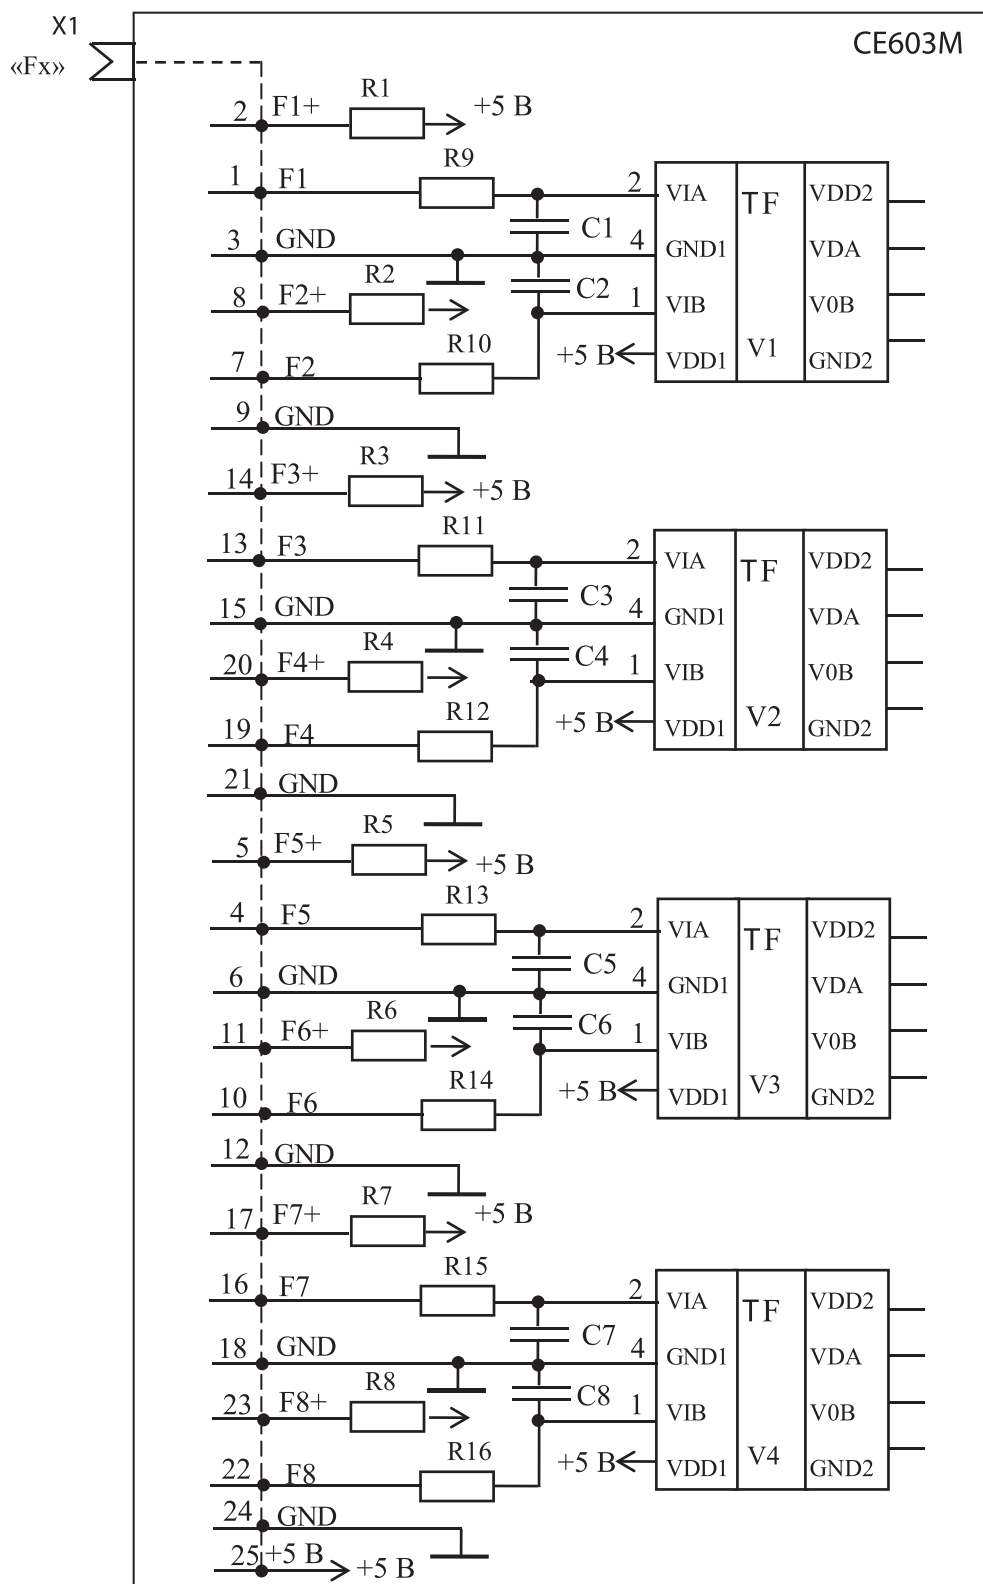 X1
CE603M
«Fx»
R1
2 F1+ +5 В
R9
1 F1 2 VIA TF VDD2
C1
3 GND 4 GND1 VDA
R2 C2
8 F2+ 1 VIB V0B
R10 V1
7 F2 +5 В VDD1 GND2
9 GND
R3
14 F3+ +5 В
R11
13 F3 2 VIA TF VDD2
C3
15 GND 4 GND1 VDA
R4 C4
20 F4+ 1 VIB V0B
R12 V2
19 F4 +5 В VDD1 GND2
21 GND
R5
5 F5+ +5 В
R13
4 F5 2 VIA TF VDD2
C5
6 GND 4 GND1 VDA
R6 C6
11 F6+ 1 VIB V0B
R14 V3
10 F6 +5 В VDD1 GND2
12 GND
R7
17 F7+ +5 В
R15
16 F7 2 VIA TF VDD2
C7
18 GND 4 GND1 VDA
R8 C8
23 F8+ 1 VIB V0B
R16 V4
22 F8 +5 В VDD1 GND2
24 GND
25 +5 В +5 В